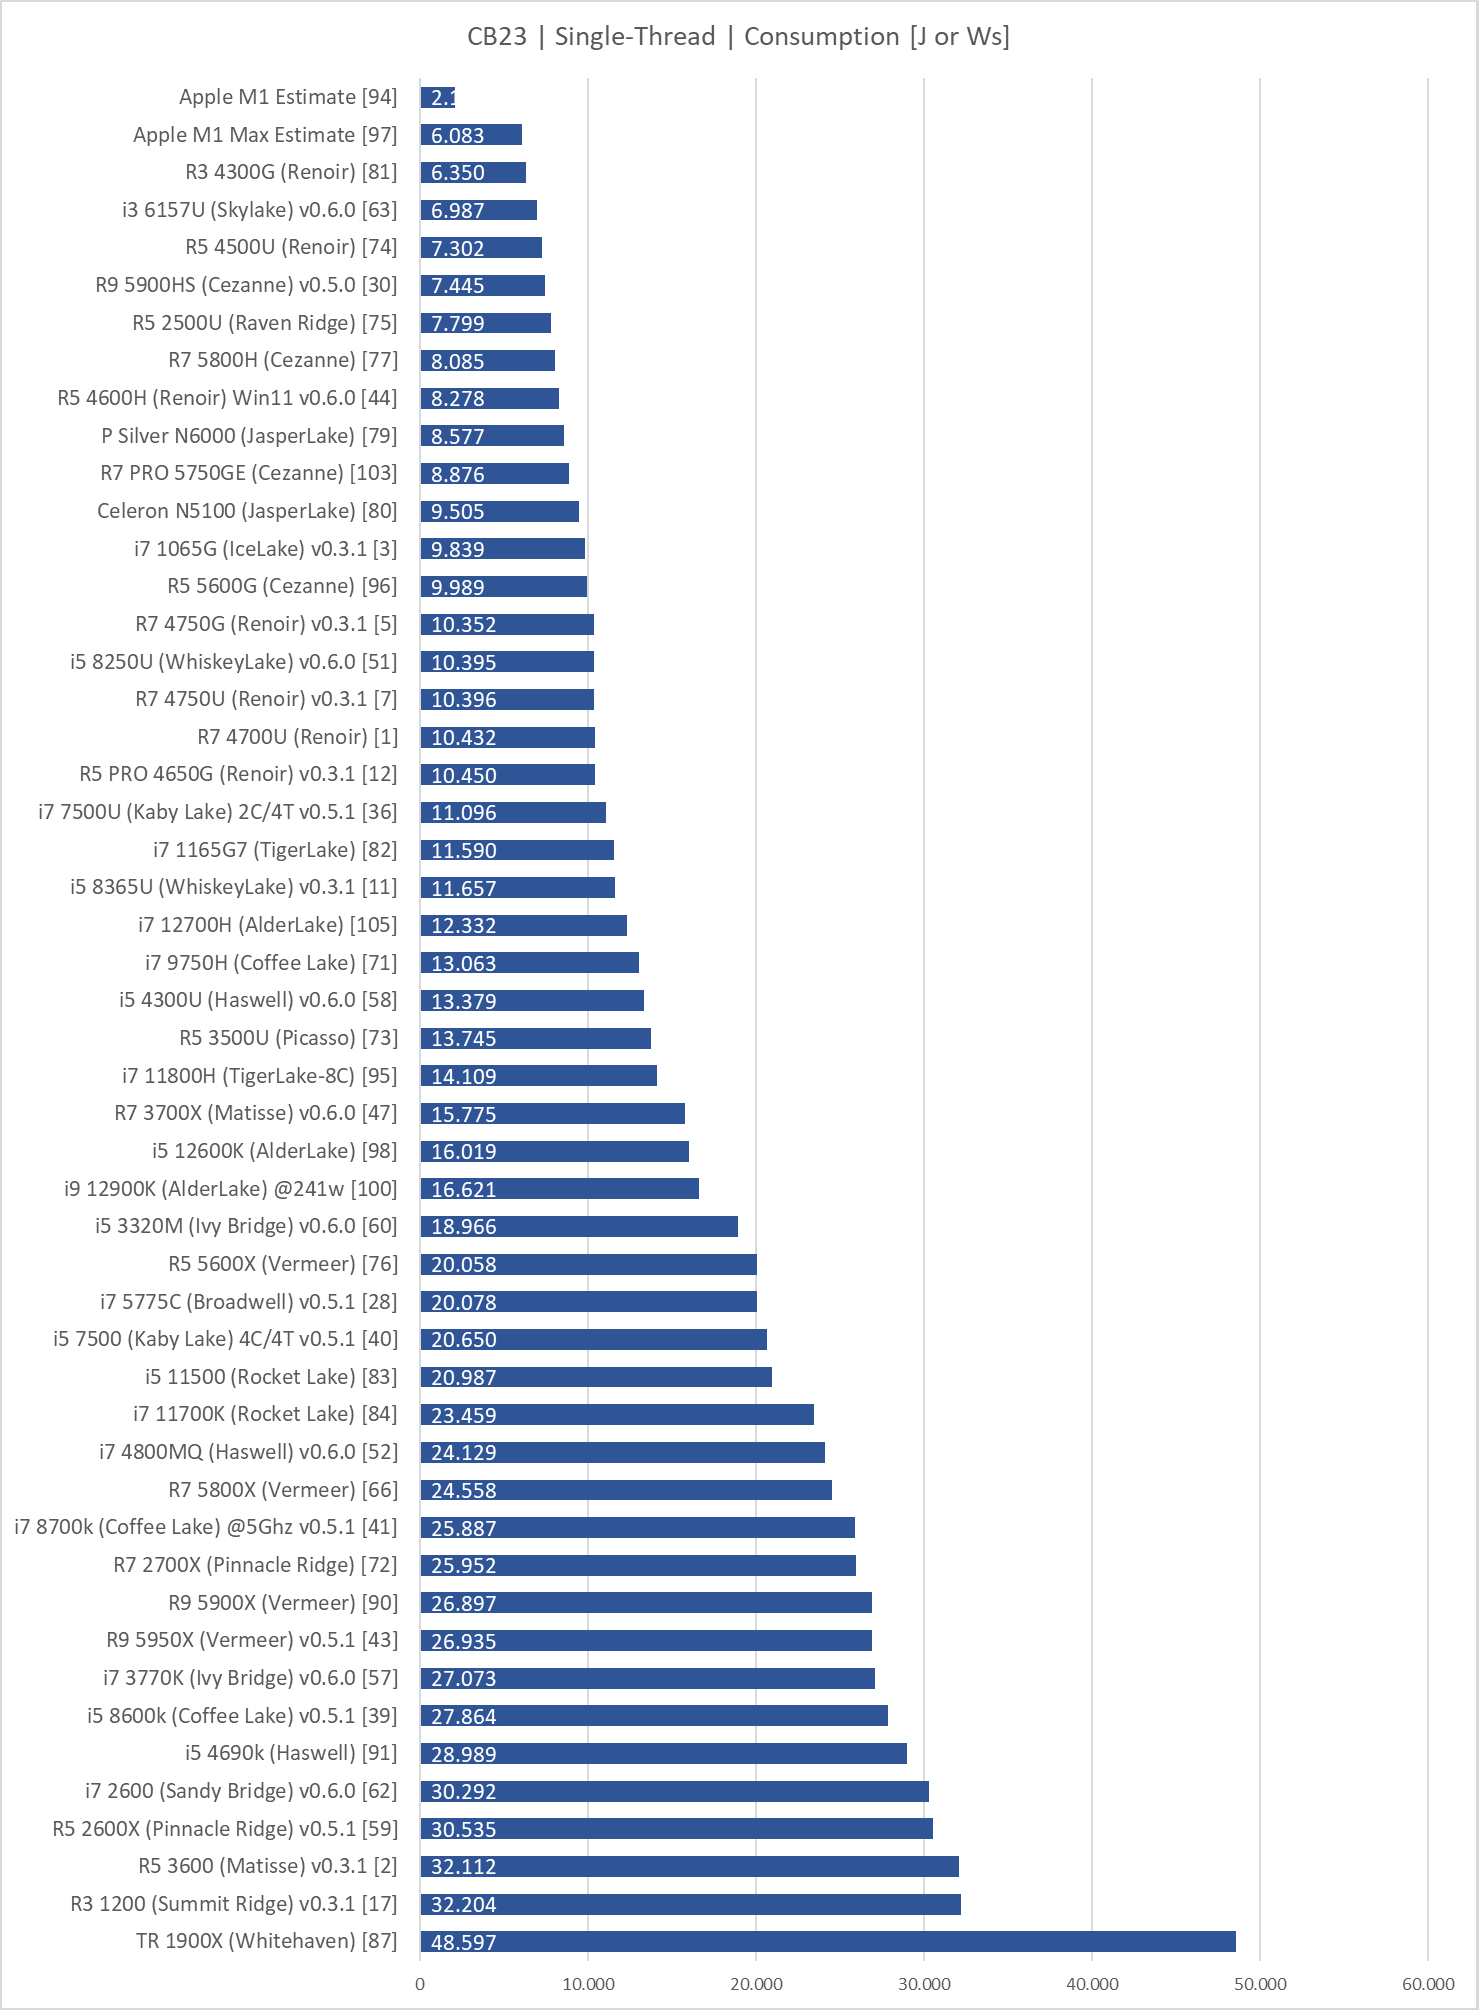 CB23 | Single-Thread | Consumption [J or Ws]
Apple M1 Estimate [94] 2.1
Apple M1 Max Estimate [97] 6.083
R3 4300G (Renoir) [81] 6.350
i3 6157U (Skylake) v0.6.0 [63] 6.987
R5 4500U (Renoir) [74] 7.302
R9 5900HS (Cezanne) v0.5.0 [30] 7.445
R5 2500U (Raven Ridge) [75] 7.799
R7 5800H (Cezanne) [77] 8.085
R5 4600H (Renoir) Win11 v0.6.0 [44] 8.278
P Silver N6000 (JasperLake) [79] 8.577
R7 PRO 5750GE (Cezanne) [103] 8.876
Celeron N5100 (JasperLake) [80] 9.505
i7 1065G (IceLake) v0.3.1 [3] 9.839
R5 5600G (Cezanne) [96] 9.989
R7 4750G (Renoir) v0.3.1 [5] 10.352
i5 8250U (WhiskeyLake) v0.6.0 [51] 10.395
R7 4750U (Renoir) v0.3.1 [7] 10.396
R7 4700U (Renoir) [1] 10.432
R5 PRO 4650G (Renoir) v0.3.1 [12] 10.450
i7 7500U (Kaby Lake) 2C/4T v0.5.1 [36] 11.096
i7 1165G7 (TigerLake) [82] 11.590
i5 8365U (WhiskeyLake) v0.3.1 [11] 11.657
i7 12700H (AlderLake) [105] 12.332
i7 9750H (Coffee Lake) [71] 13.063
i5 4300U (Haswell) v0.6.0 [58] 13.379
R5 3500U (Picasso) [73] 13.745
i7 11800H (TigerLake-8C) [95] 14.109
R7 3700X (Matisse) v0.6.0 [47] 15.775
i5 12600K (AlderLake) [98] 16.019
i9 12900K (AlderLake) @241w [100] 16.621
i5 3320M (Ivy Bridge) v0.6.0 [60] 18.966
R5 5600X (Vermeer) [76] 20.058
i7 5775C (Broadwell) v0.5.1 [28] 20.078
i5 7500 (Kaby Lake) 4C/4T v0.5.1 [40] 20.650
i5 11500 (Rocket Lake) [83] 20.987
i7 11700K (Rocket Lake) [84] 23.459
i7 4800MQ (Haswell) v0.6.0 [52] 24.129
R7 5800X (Vermeer) [66] 24.558
i7 8700k (Coffee Lake) @5Ghz v0.5.1 [41] 25.887
R7 2700X (Pinnacle Ridge) [72] 25.952
R9 5900X (Vermeer) [90] 26.897
R9 5950X (Vermeer) v0.5.1 [43] 26.935
i7 3770K (Ivy Bridge) v0.6.0 [57] 27.073
i5 8600k (Coffee Lake) v0.5.1 [39] 27.864
i5 4690k (Haswell) [91] 28.989
i7 2600 (Sandy Bridge) v0.6.0 [62] 30.292
R5 2600X (Pinnacle Ridge) v0.5.1 [59] 30.535
R5 3600 (Matisse) v0.3.1 [2] 32.112
R3 1200 (Summit Ridge) v0.3.1 [17] 32.204
TR 1900X (Whitehaven) [87] 48.597
0 10.000 20.000 30.000 40.000 50.000 60.000